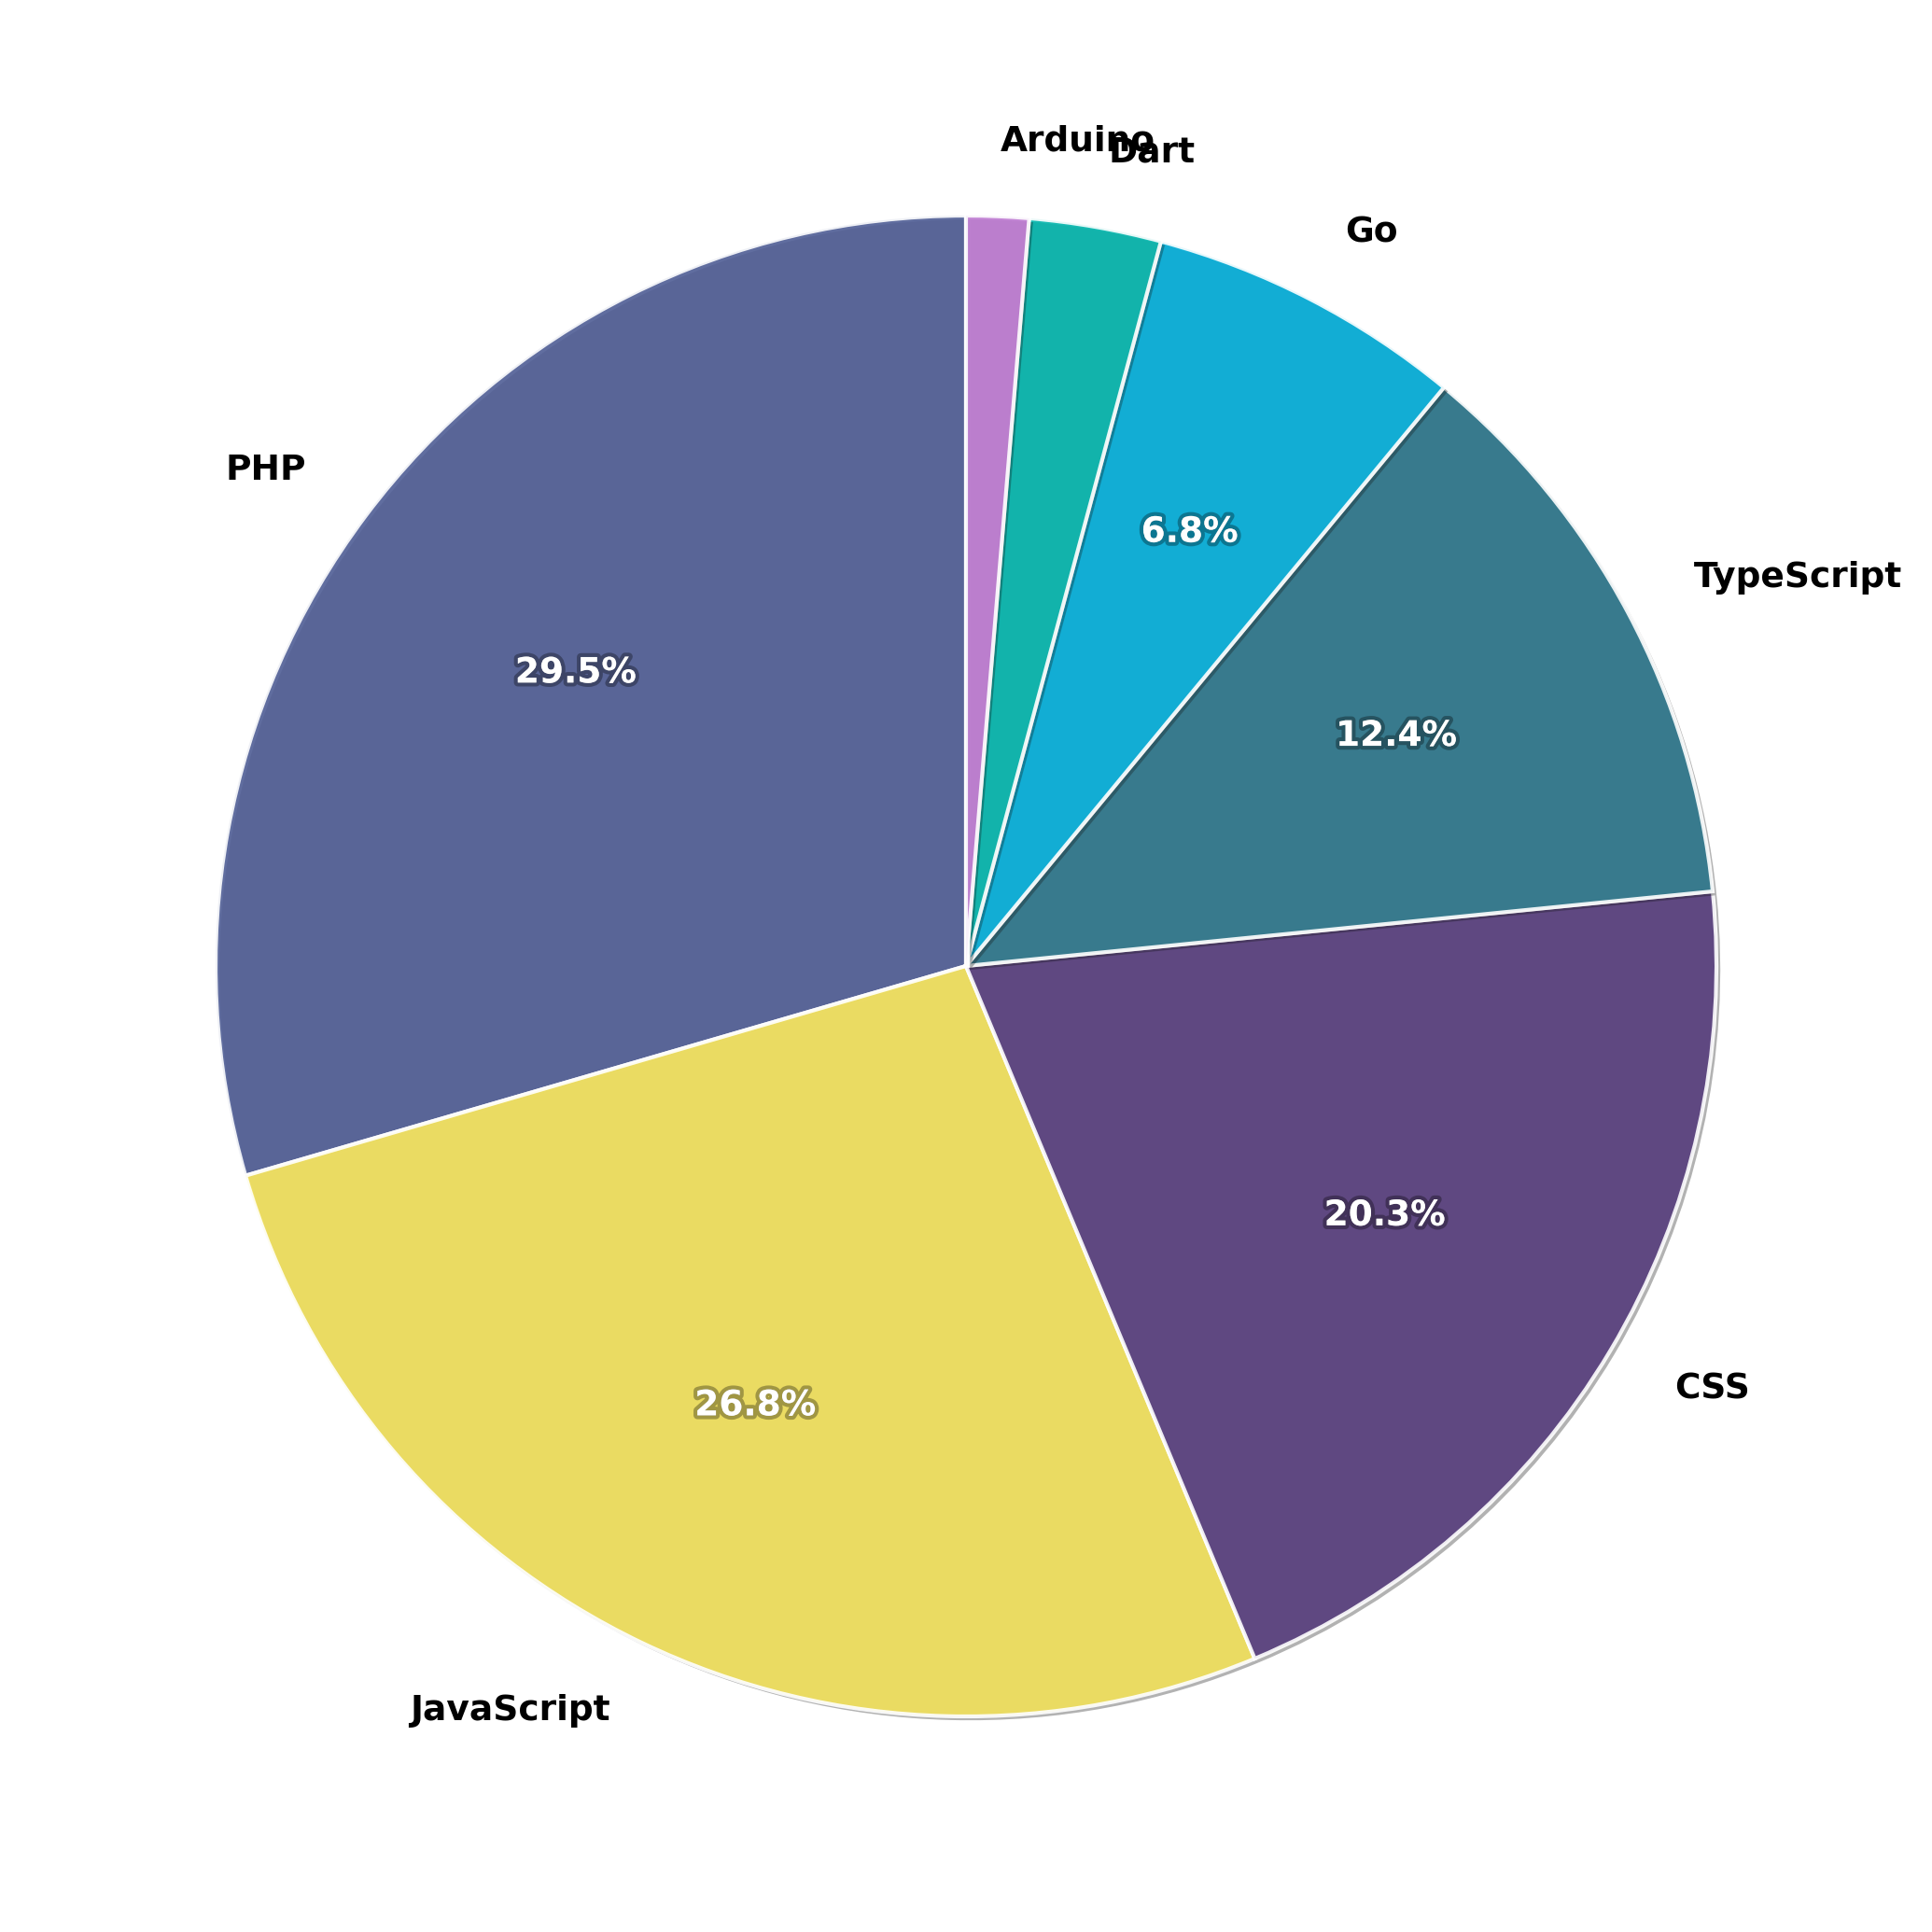 Arduino
Dart
Go
PHP
6.8%
TypeScript
29.5%
12.4%
20.3%
CSS
26.8%
JavaScript